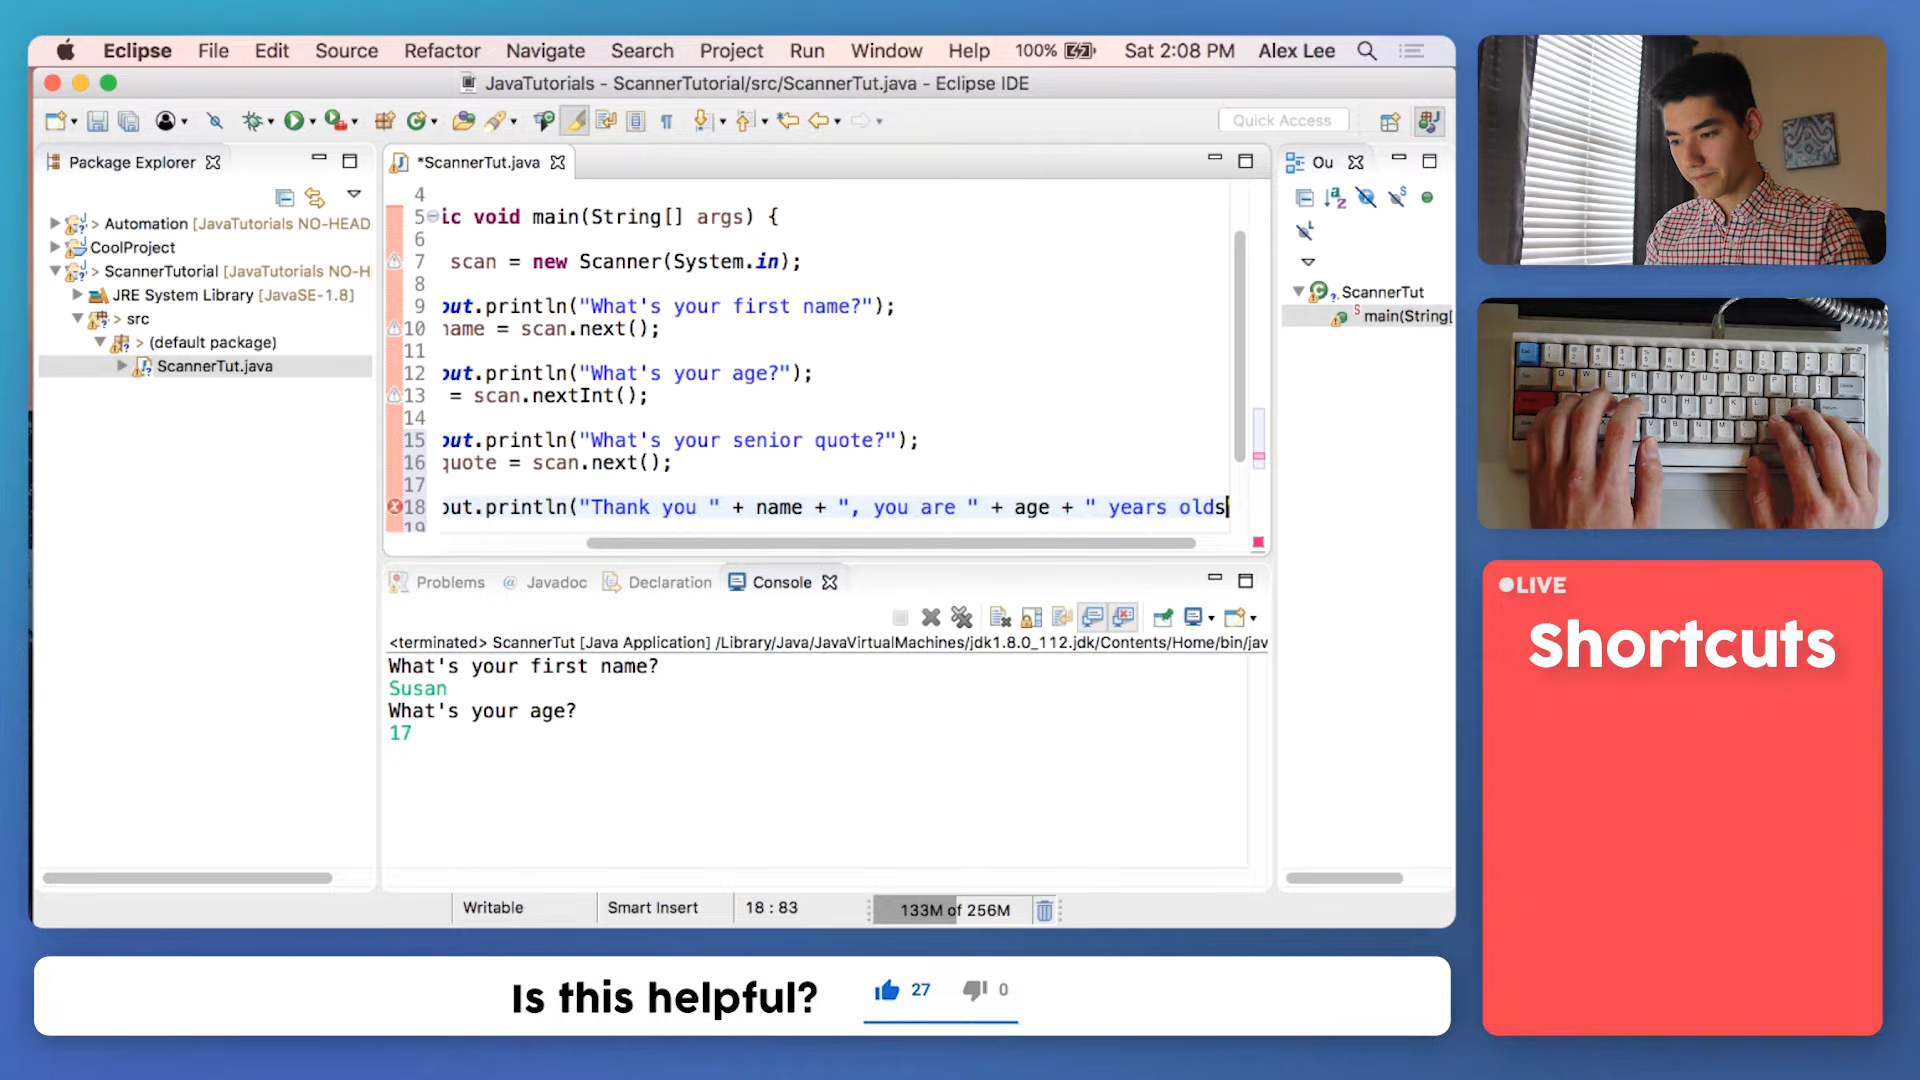 Eclipse File Edit Source Refactor Navigate Search Project Run Window Help 100% Sat 2:08 PM Alex Lee
JavaTutorials - ScannerTutorial/src/ScannerTut.java - Eclipse IDE
Quick Access
Package Explorer
> Automation [JavaTutorials NO-HEAD
CoolProject
> ScannerTutorial [JavaTutorials NO-H
JRE System Library [JavaSE-1.8]
> src
> (default package)
ScannerTut.java
*ScannerTut.java
4
5 ic void main(String[] args) {
6
7 scan = new Scanner(System.in);
8
9 out.println("What's your first name?");
10 name = scan.next();
11
12 out.println("What's your age?");
13 = scan.nextInt();
14
15 out.println("What's your senior quote?");
16 quote = scan.next();
17
18 out.println("Thank you " + name + ", you are " + age + " years olds
19
Ou
ScannerTut
main(String[
Problems Javadoc Declaration Console
<terminated> ScannerTut [Java Application] /Library/Java/JavaVirtualMachines/jdk1.8.0_112.jdk/Contents/Home/bin/jav
What's your first name?
Susan
What's your age?
17
Writable Smart Insert 18 : 83 133M of 256M
LIVE
Shortcuts
Is this helpful? 27 0